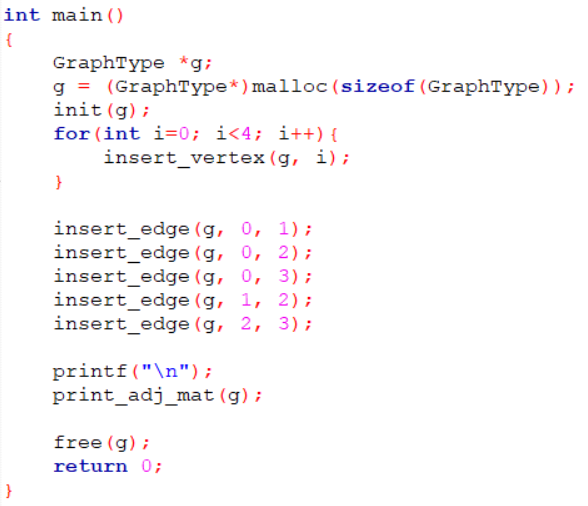 int main()
{
    GraphType *g;
    g = (GraphType*)malloc(sizeof(GraphType));
    init(g);
    for(int i=0; i<4; i++){
        insert_vertex(g, i);
    }

    insert_edge(g, 0, 1);
    insert_edge(g, 0, 2);
    insert_edge(g, 0, 3);
    insert_edge(g, 1, 2);
    insert_edge(g, 2, 3);

    printf("\n");
    print_adj_mat(g);

    free(g);
    return 0;
}